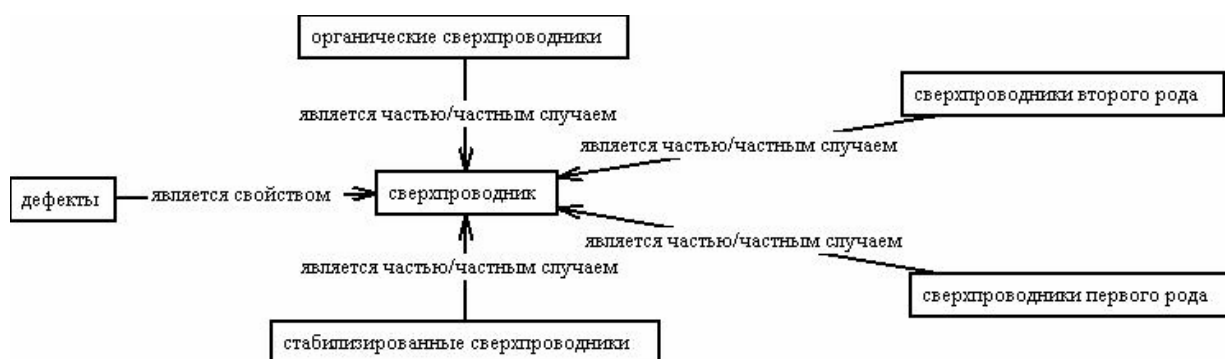 органические сверхпроводники
является частью/частным случаем
сверхпроводники второго рода
является частью/частным случаем
дефекты
является свойством
сверхпроводник
является частью/частным случаем
является частью/частным случаем
сверхпроводники первого рода
стабилизированные сверхпроводники